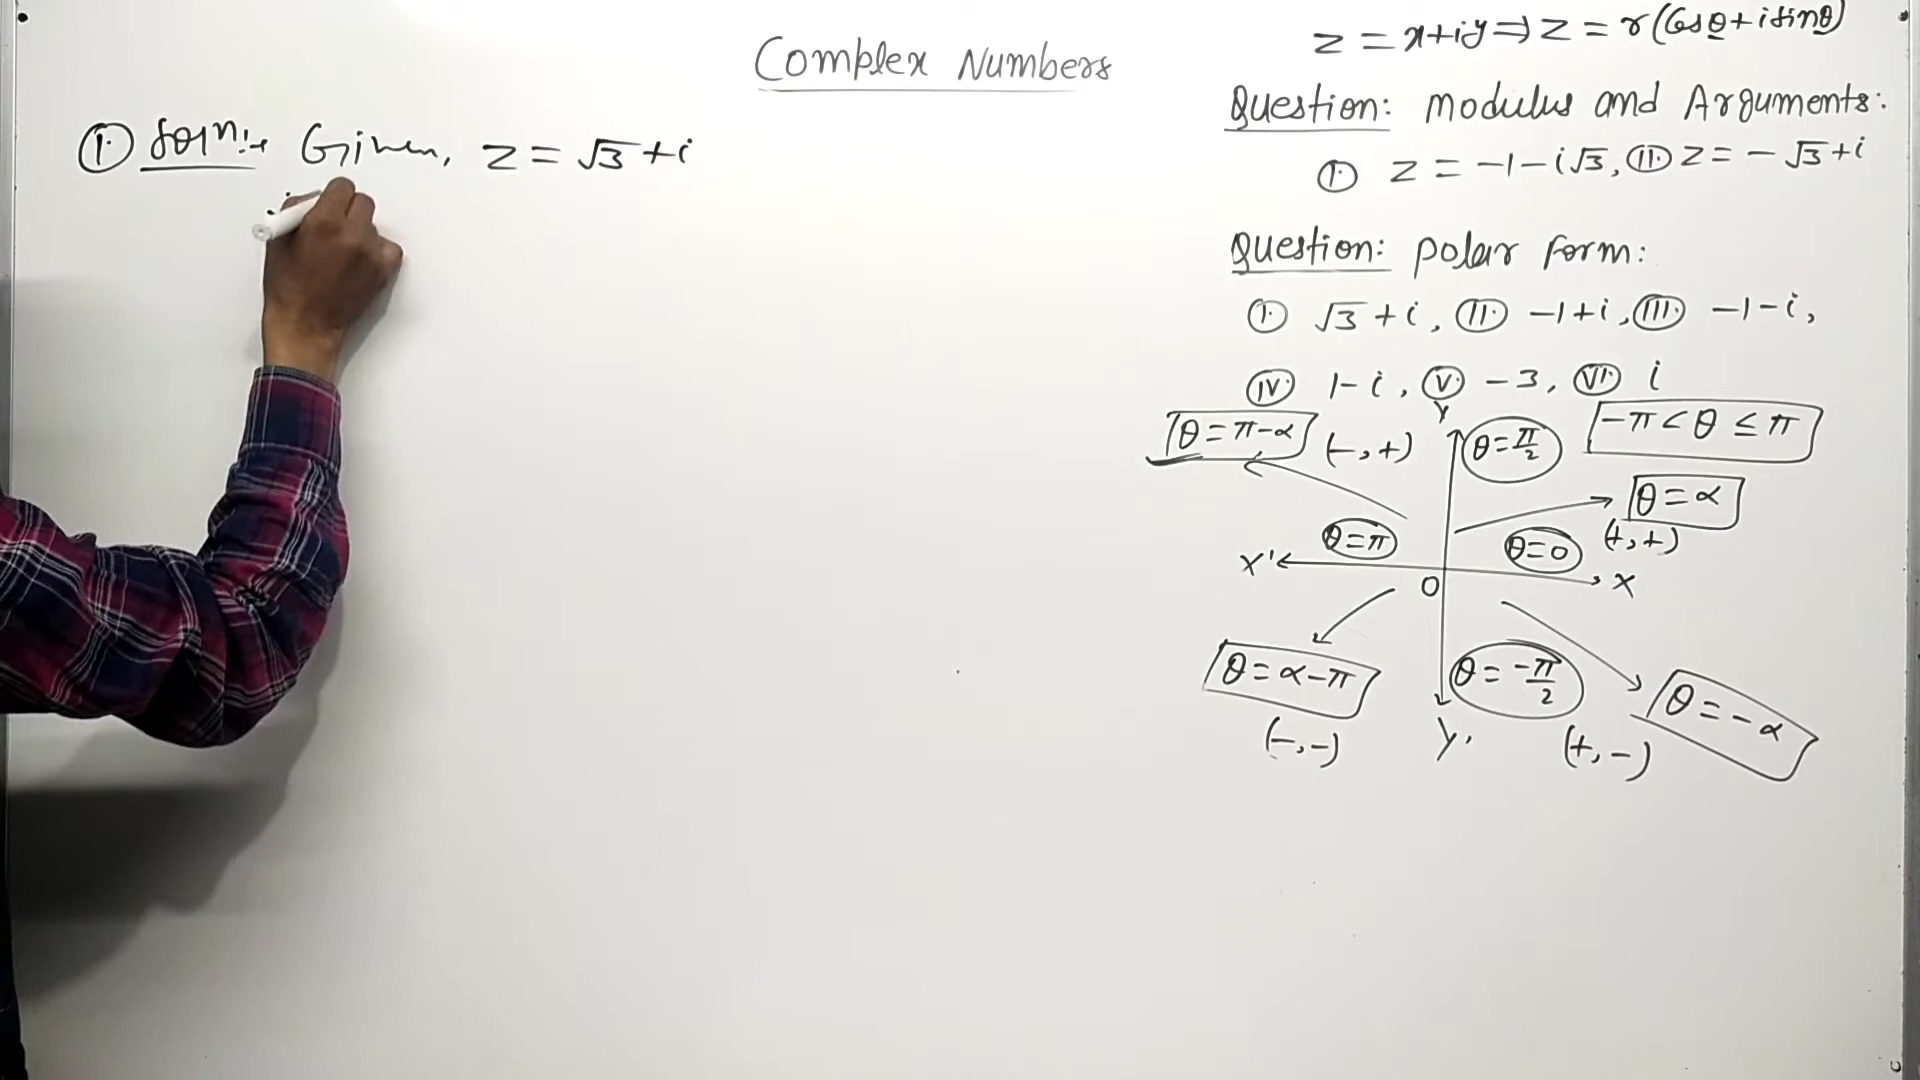 Complex Numbers
① Soln:- Given, z = √3 + i
z = x+iy ⇒ z = r(Cosθ + i sinθ)
Question: Modulus and Arguments:
Ⓘ z = -1 - i√3, ⒾⒾ z = - √3 + i
Question: Polar form:
Ⓘ √3 + i, ⒾⒾ -1 + i, ⒾⒾⒾ -1 - i,
ⒾⓋ 1 - i, Ⓥ -3, ⓋⒾ i
θ = π - α (-, +) Y θ = π/2 -π < θ ≤ π
θ = α
(+, +)
θ = π θ = 0
X' O X
θ = α - π θ = -π/2 θ = - α
(-, -) Y' (+, -)